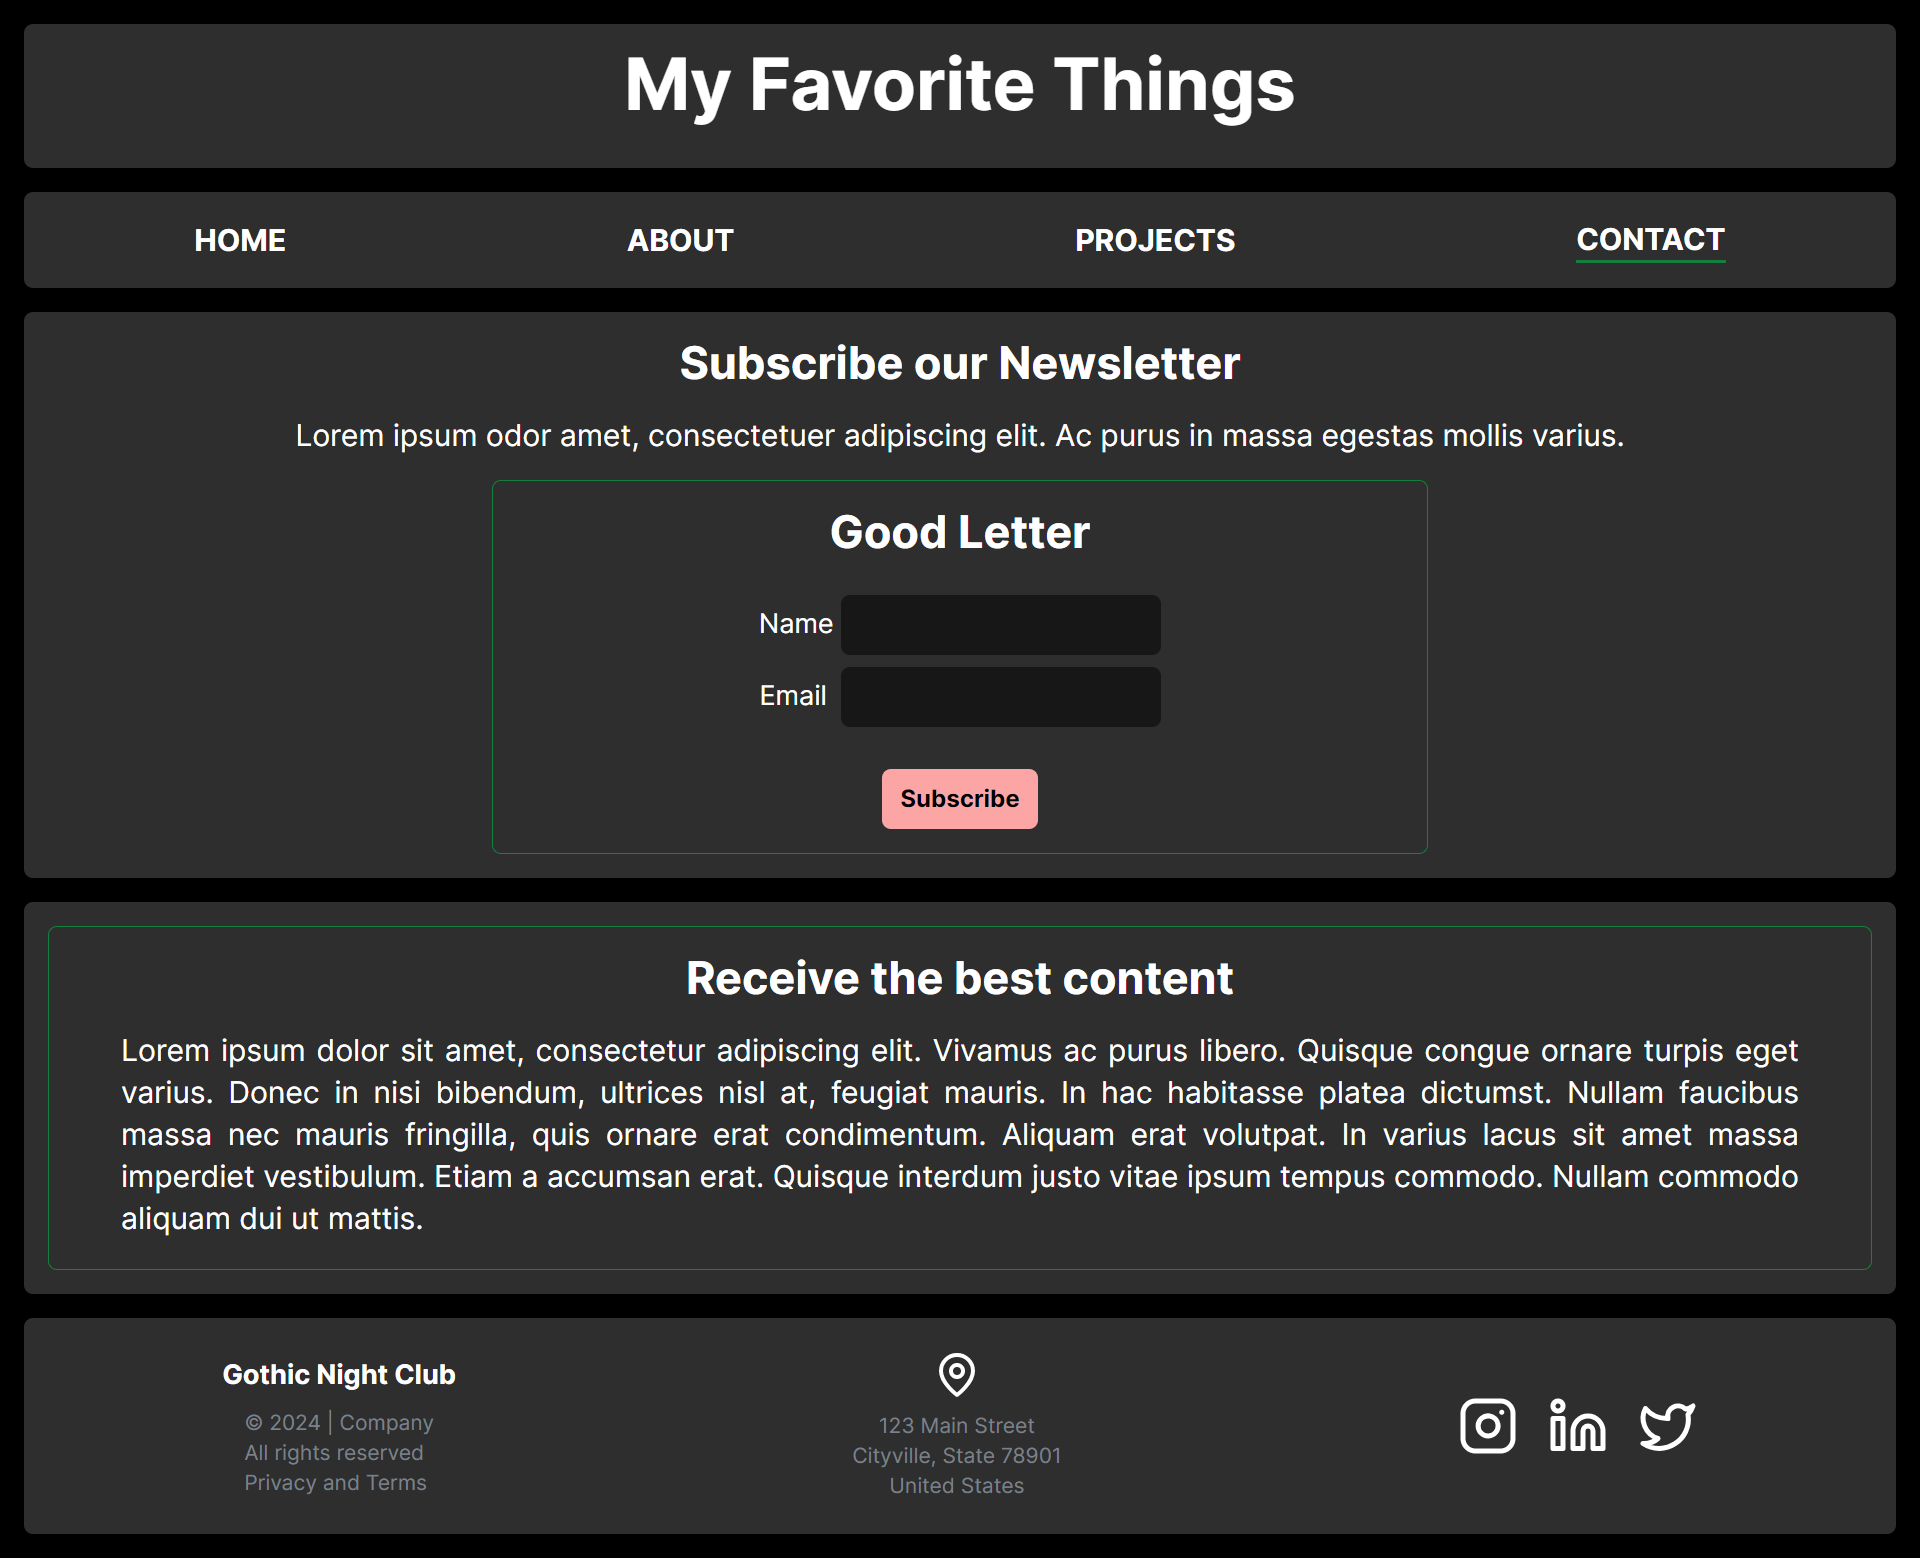 My Favorite Things
HOME
ABOUT
PROJECTS
CONTACT
Subscribe our Newsletter
Lorem ipsum odor amet, consectetuer adipiscing elit. Ac purus in massa egestas mollis varius.
Good Letter
Name
Email
Subscribe
Receive the best content
Lorem ipsum dolor sit amet, consectetur adipiscing elit. Vivamus ac purus libero. Quisque congue ornare turpis eget
varius. Donec in nisi bibendum, ultrices nisl at, feugiat mauris. In hac habitasse platea dictumst. Nullam faucibus
massa nec mauris fringilla, quis ornare erat condimentum. Aliquam erat volutpat. In varius lacus sit amet massa
imperdiet vestibulum. Etiam a accumsan erat. Quisque interdum justo vitae ipsum tempus commodo. Nullam commodo
aliquam dui ut mattis.
Gothic Night Club
© 2024 | Company
All rights reserved
Privacy and Terms
123 Main Street
Cityville, State 78901
United States